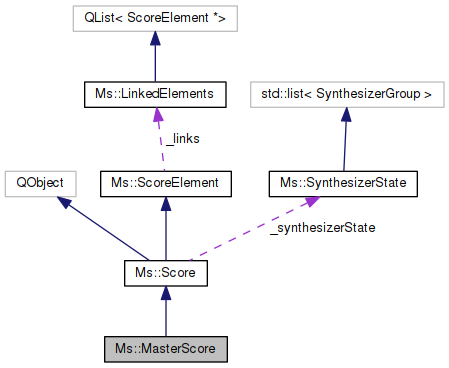 QList< ScoreElement *>
Ms::LinkedElements
std::list< SynthesizerGroup >
_links
QObject
Ms::ScoreElement
Ms::SynthesizerState
_synthesizerState
Ms::Score
Ms::MasterScore